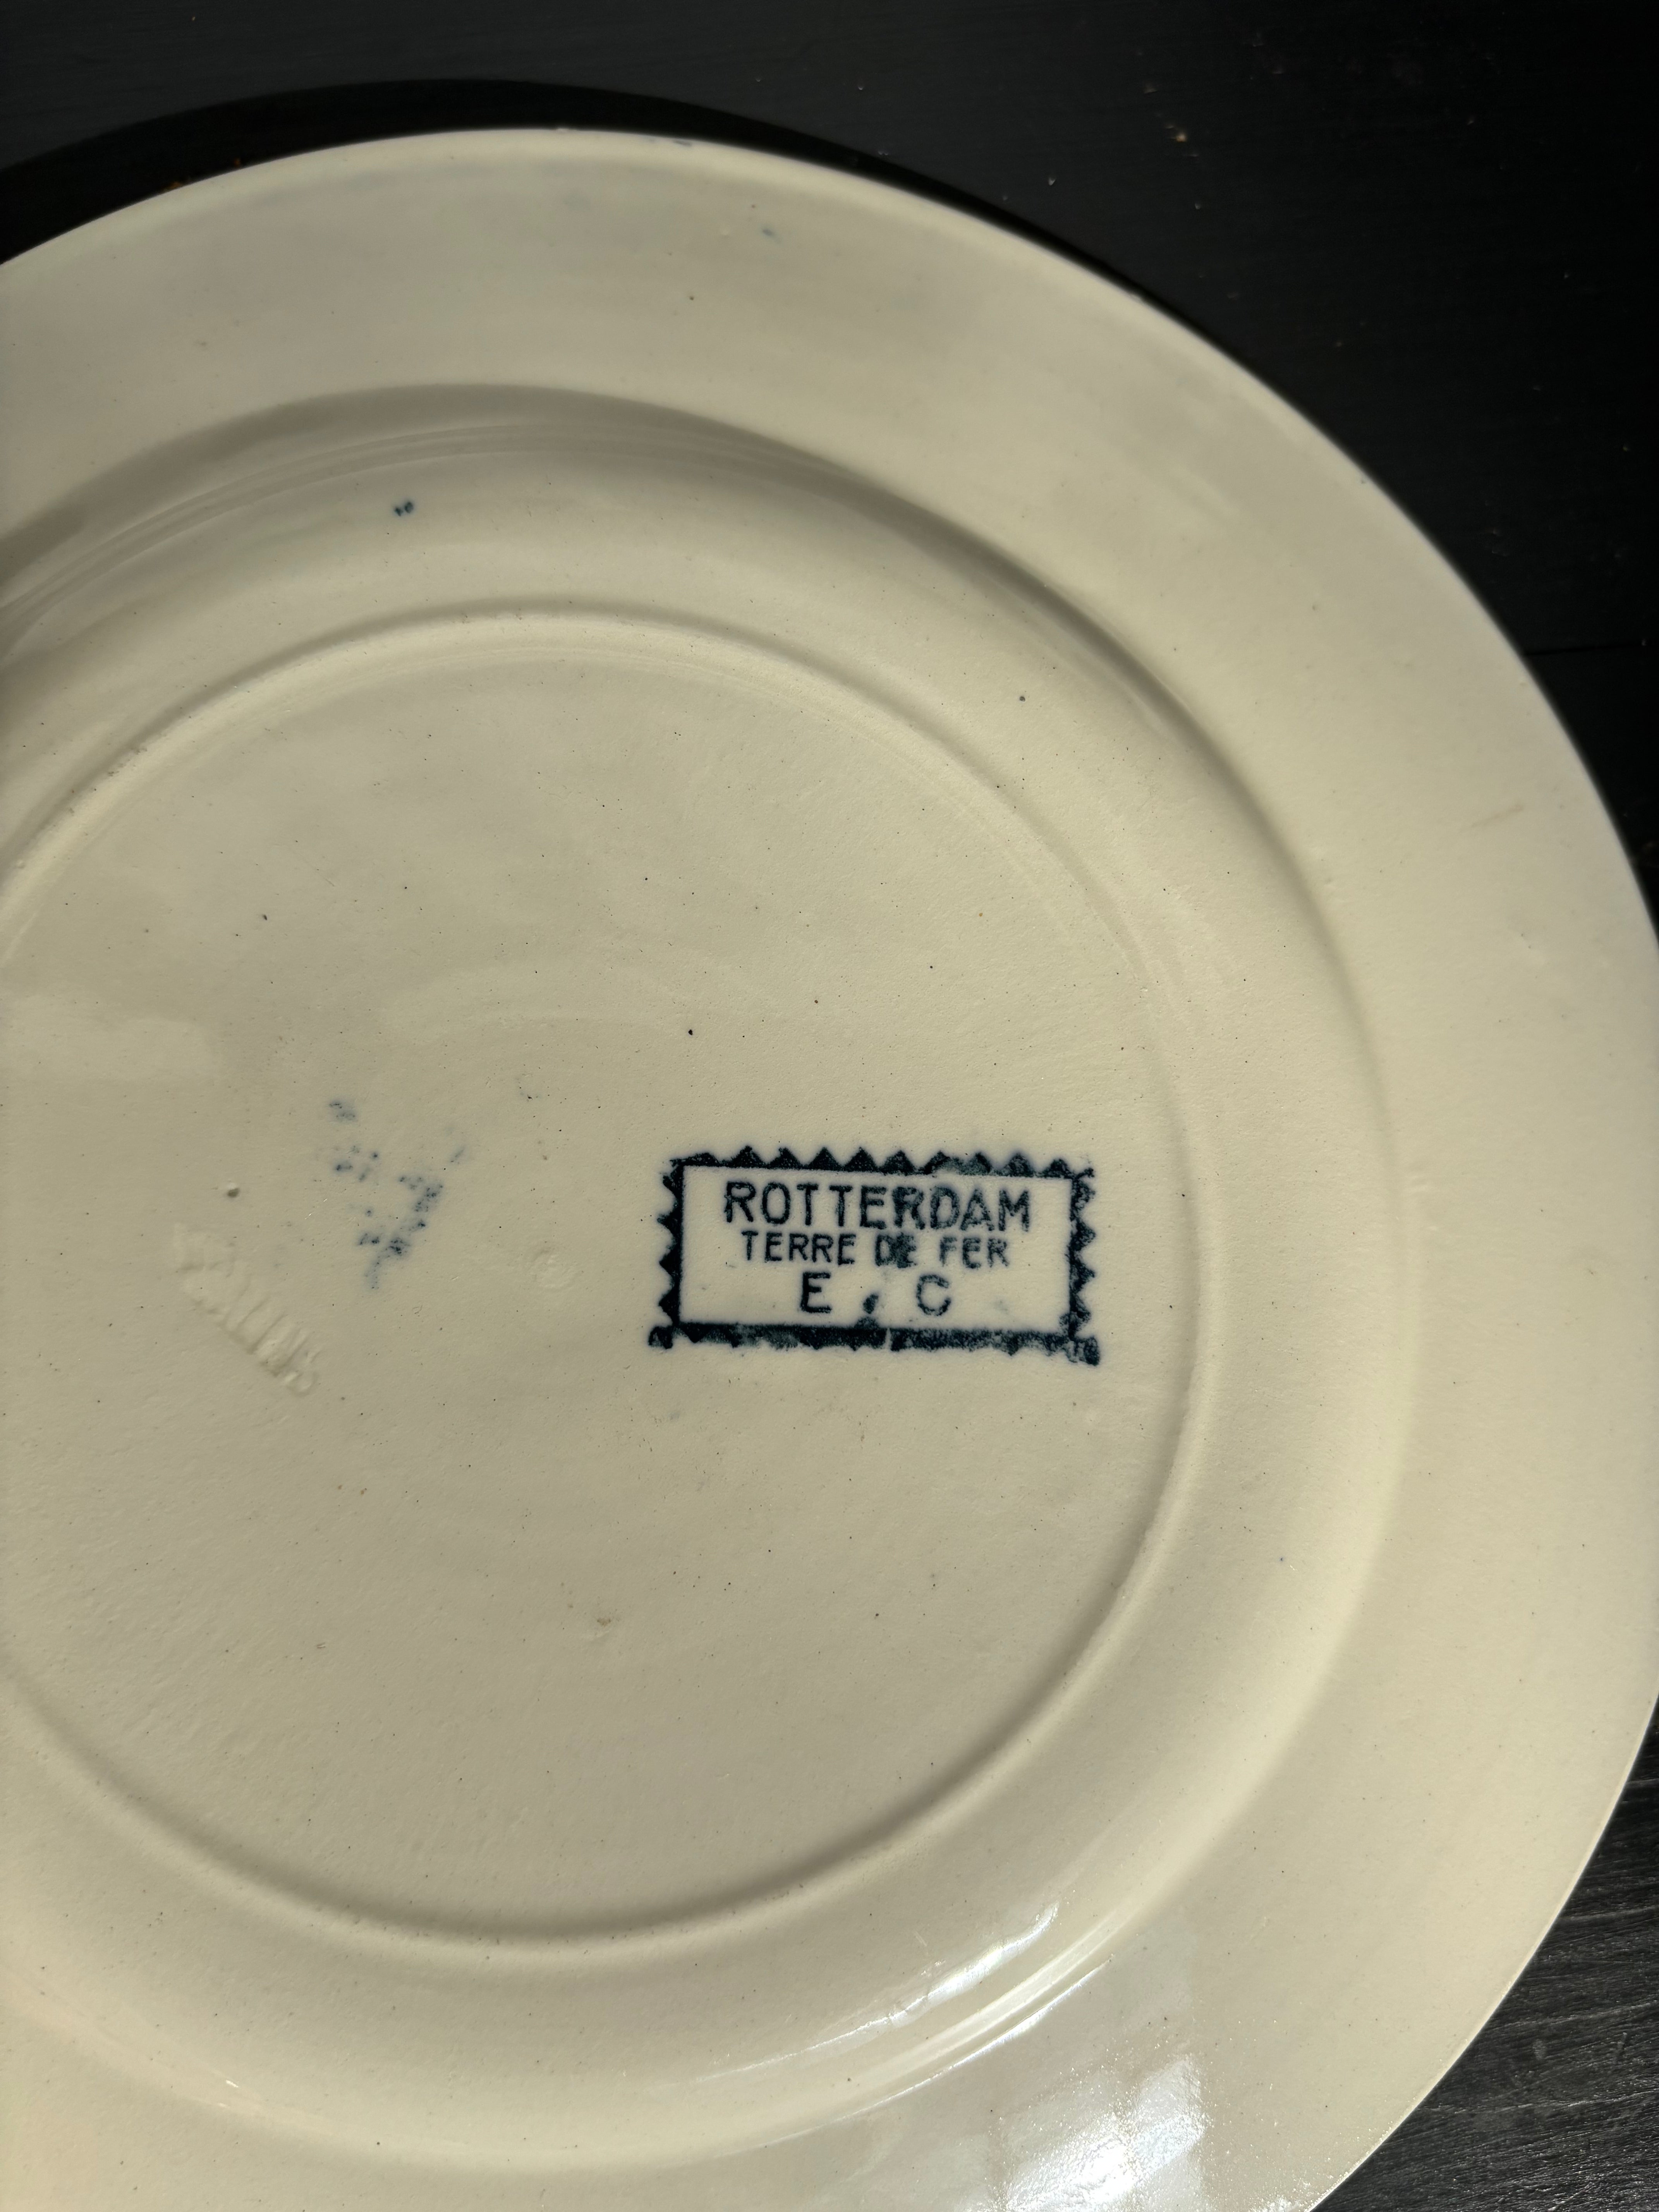 ROTTERDAM
TERRE DE FER
E . C